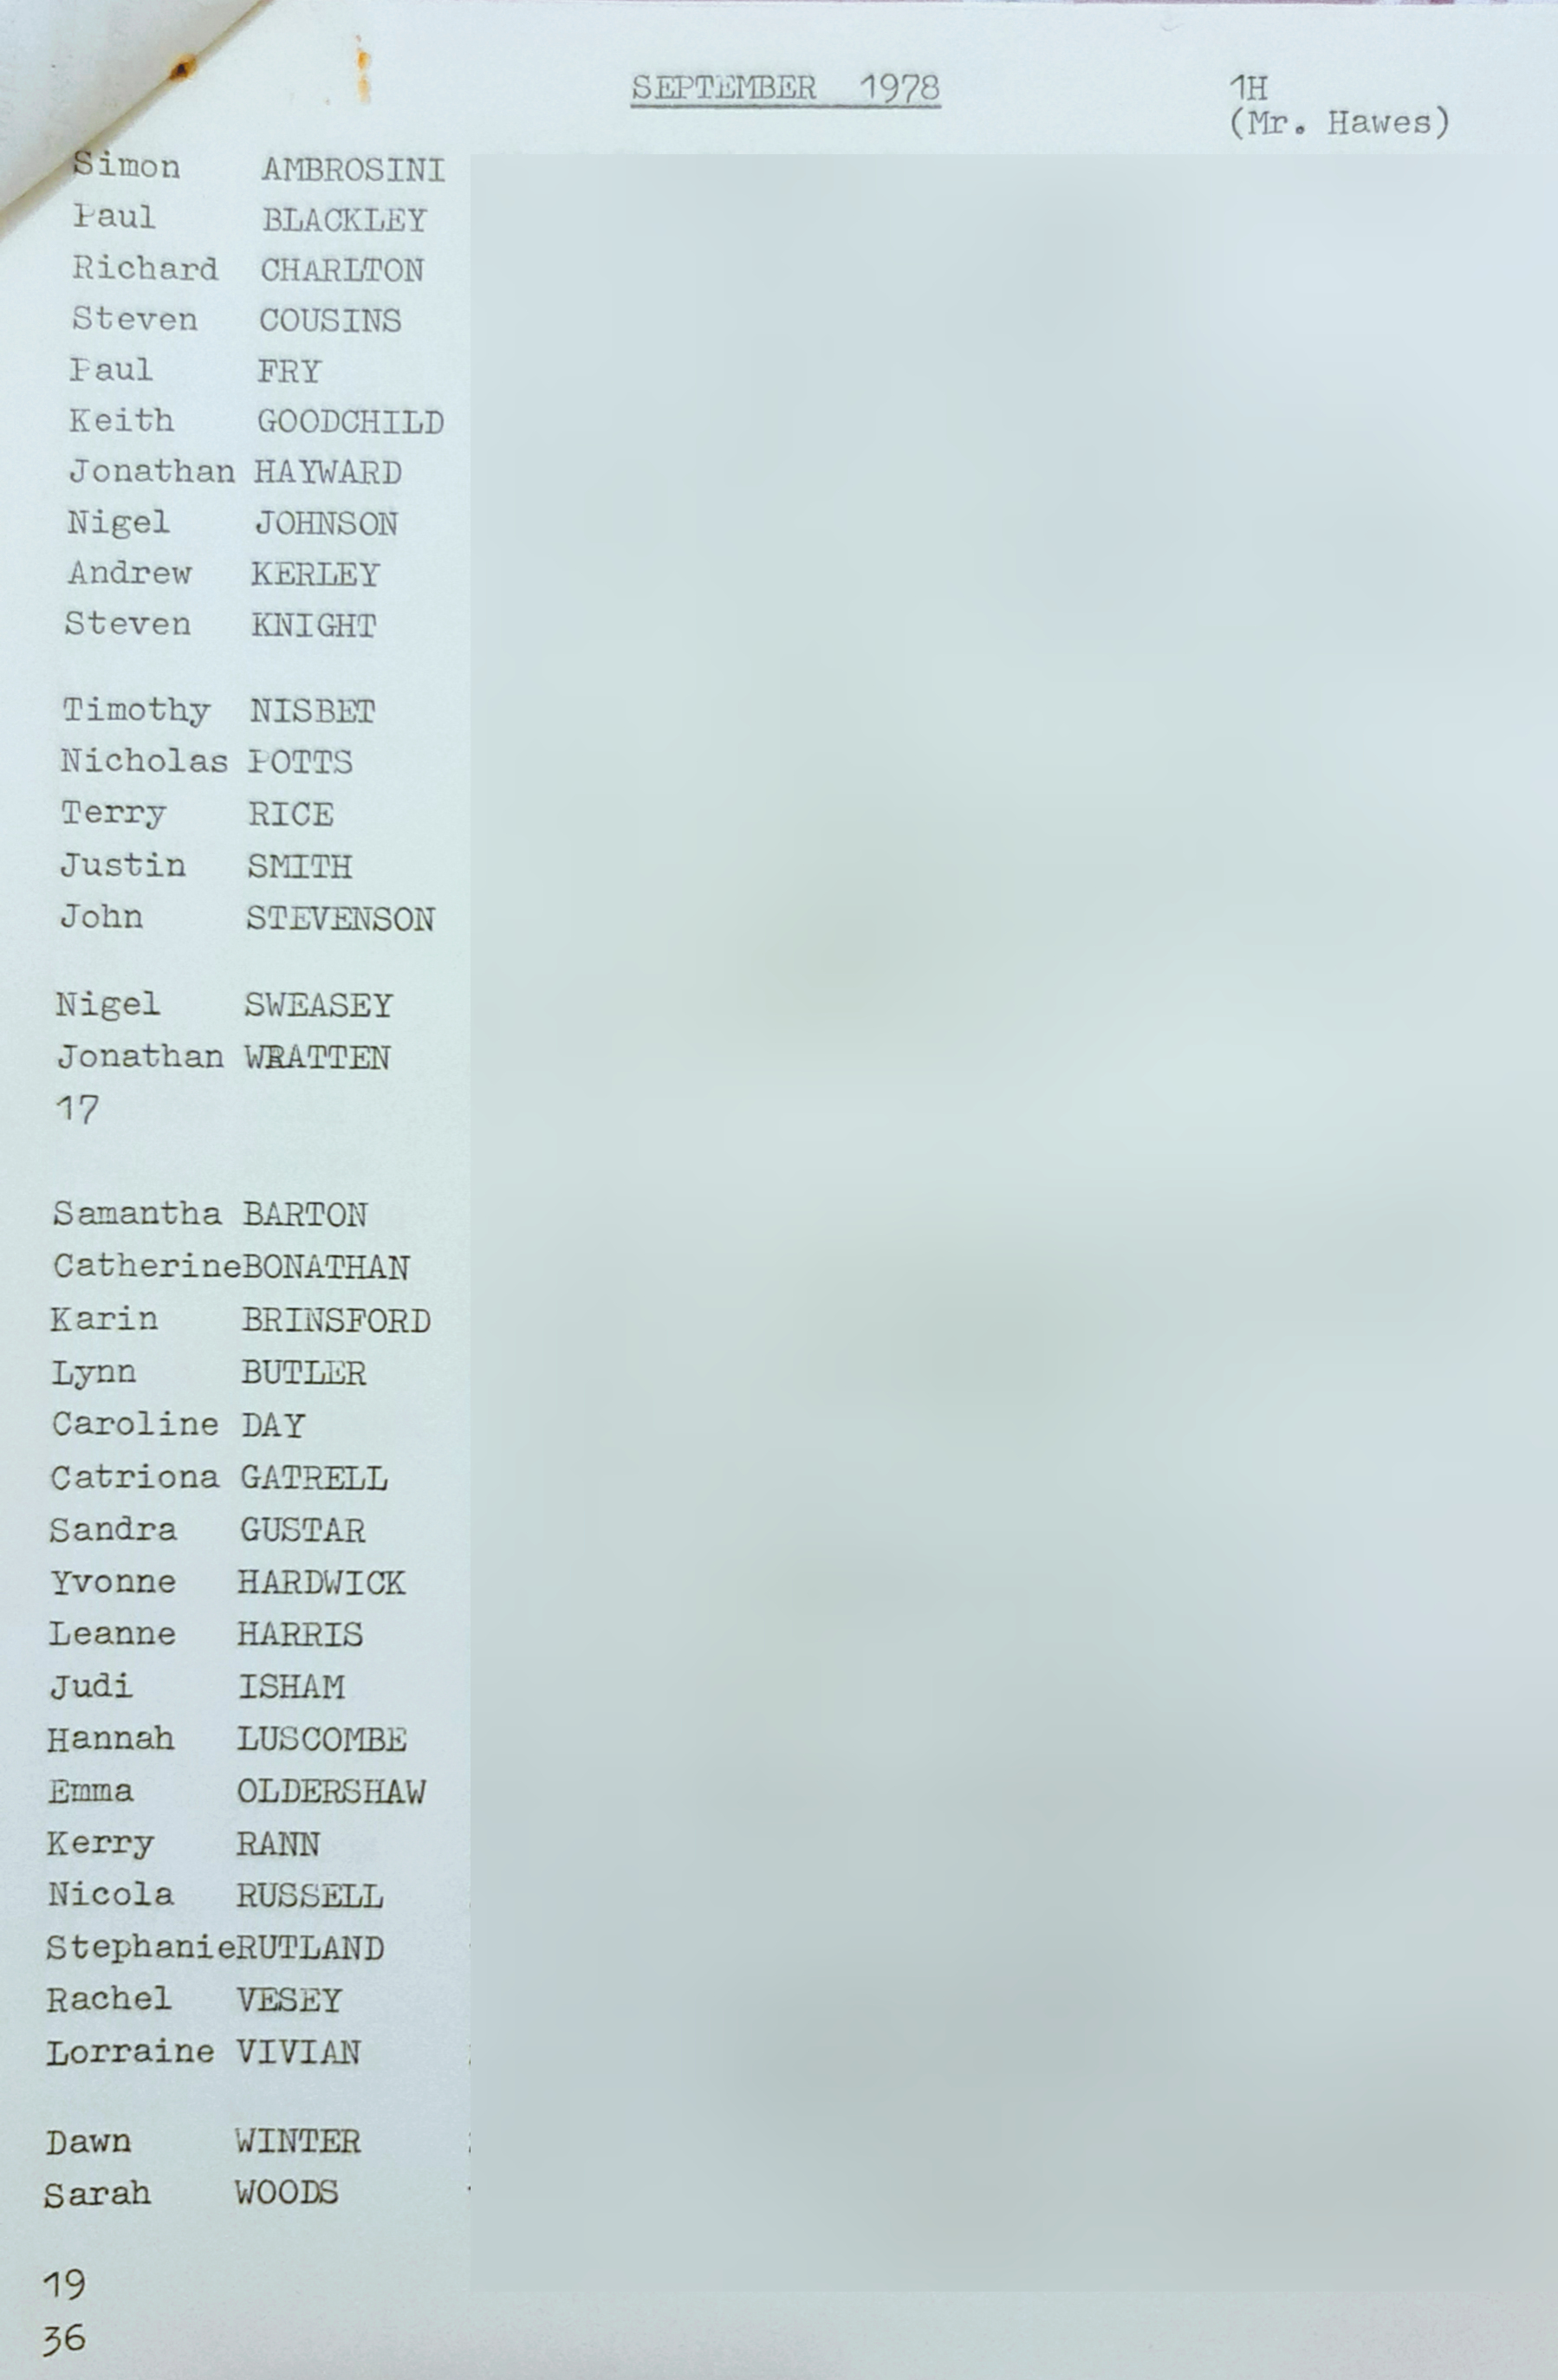 SEPTEMBER 1978 1H
(Mr. Hawes)
Simon AMBROSINI
Paul BLACKLEY
Richard CHARLTON
Steven COUSINS
Paul FRY
Keith GOODCHILD
Jonathan HAYWARD
Nigel JOHNSON
Andrew KERLEY
Steven KNIGHT
Timothy NISBET
Nicholas POTTS
Terry RICE
Justin SMITH
John STEVENSON
Nigel SWEASEY
Jonathan WRATTEN
17
Samantha BARTON
CatherineBONATHAN
Karin BRINSFORD
Lynn BUTLER
Caroline DAY
Catriona GATRELL
Sandra GUSTAR
Yvonne HARDWICK
Leanne HARRIS
Judi ISHAM
Hannah LUSCOMBE
Emma OLDERSHAW
Kerry RANN
Nicola RUSSELL
StephanieRUTLAND
Rachel VESEY
Lorraine VIVIAN
Dawn WINTER
Sarah WOODS
19
36